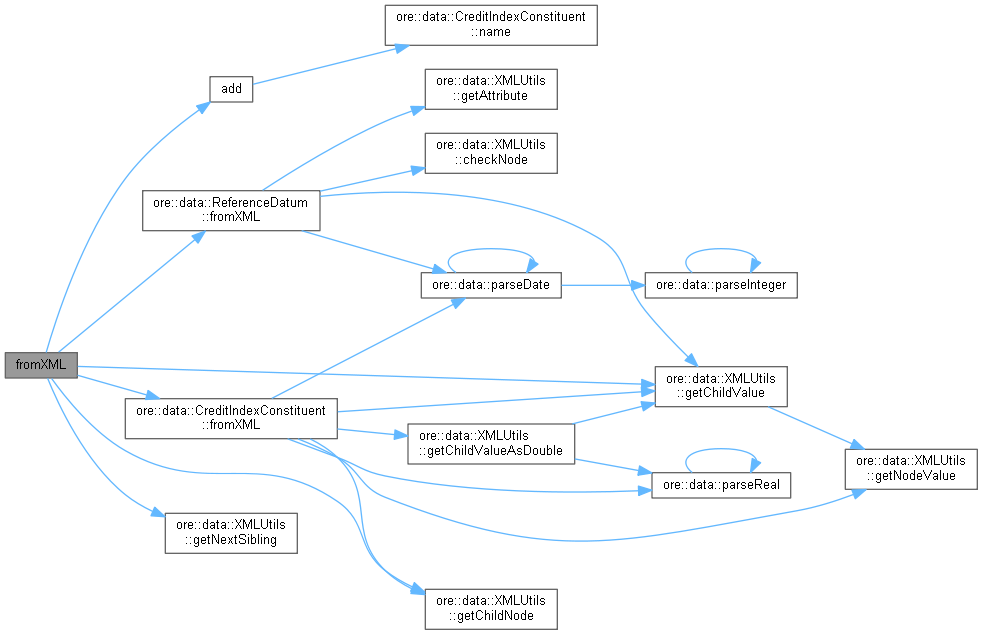 ore::data::CreditIndexConstituent
::name
add
ore::data::XMLUtils
::getAttribute
ore::data::XMLUtils
::checkNode
ore::data::ReferenceDatum
::fromXML
ore::data::parseDate
ore::data::parseInteger
fromXML
ore::data::XMLUtils
::getChildValue
ore::data::CreditIndexConstituent
::fromXML
ore::data::XMLUtils
::getChildValueAsDouble
ore::data::XMLUtils
::getNodeValue
ore::data::parseReal
ore::data::XMLUtils
::getNextSibling
ore::data::XMLUtils
::getChildNode